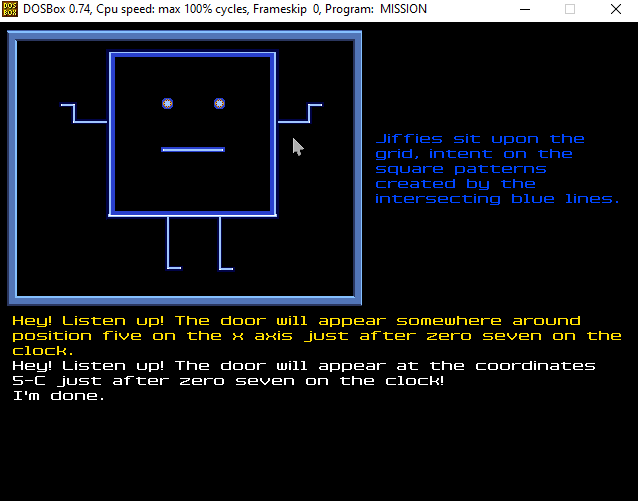 DOS BOX DOSBox 0.74, Cpu speed: max 100% cycles, Frameskip 0, Program: MISSION
Jiffies sit upon the
grid, intent on the
square patterns
created by the
intersecting blue lines.
Hey! Listen up! The door will appear somewhere around
position five on the x axis just after zero seven on the
clock.
Hey! Listen up! The door will appear at the coordinates
5-C just after zero seven on the clock!
I'm done.